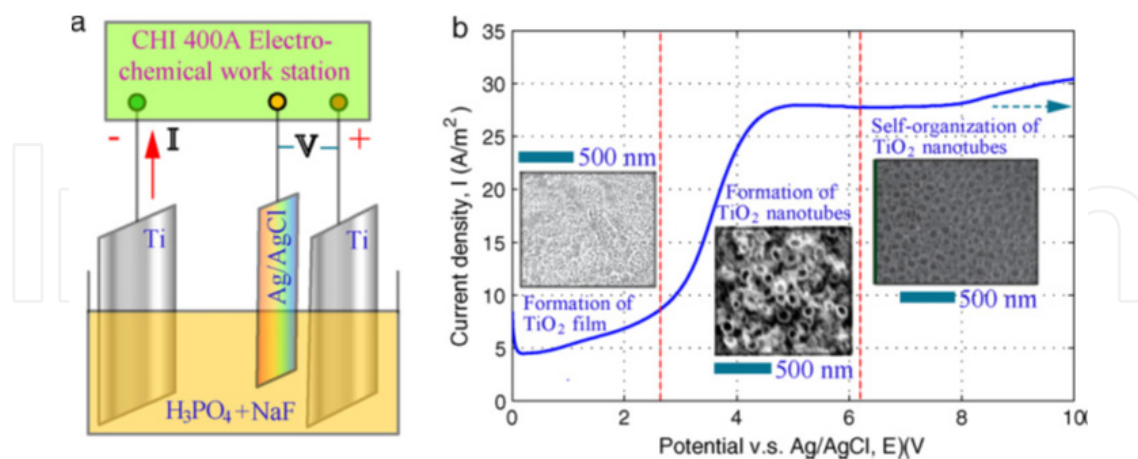 a
CHI 400A Electro-
chemical work station
- I V +
Ti
Ag/AgCl
Ti
H₃PO₄+NaF
b
35
30
25
20
15
10
5
0
Current density, I (A/m²)
0 2 4 6 8 10
Potential v.s. Ag/AgCl, E)(V
500 nm
Formation of
TiO₂ film
Formation of
TiO₂ nanotubes
500 nm
Self-organization of
TiO₂ nanotubes
500 nm